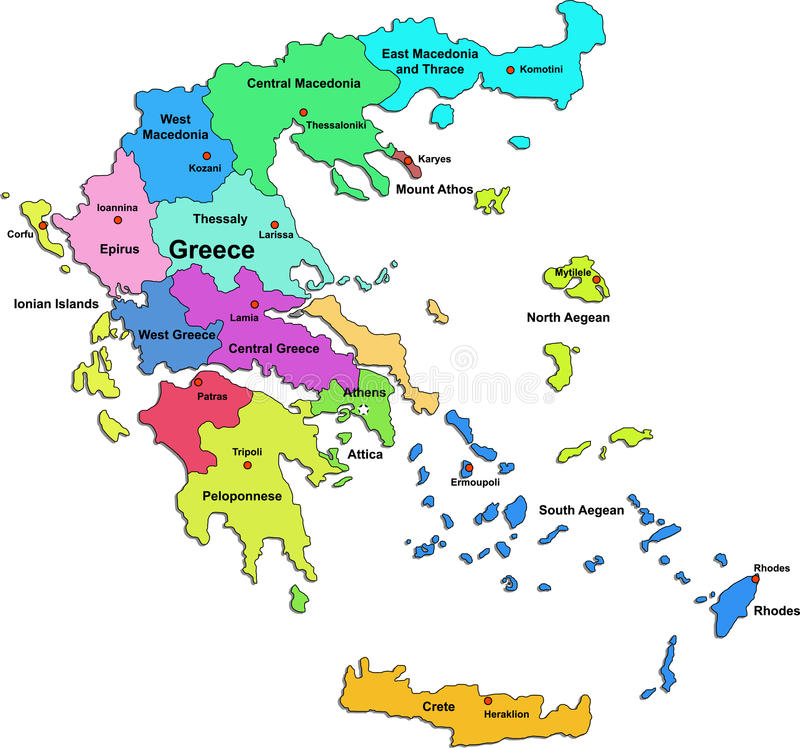 East Macedonia
and Thrace
Komotini
Central Macedonia
West
Macedonia
Thessaloniki
Kozani
Karyes
Mount Athos
Ioannina
Thessaly
Corfu
Larissa
Epirus
Greece
Mytilele
Ionian Islands
Lamia
North Aegean
West Greece
Central Greece
dreamstime
Athens
Patras
Tripoli
Attica
Ermoupoli
Peloponnese
South Aegean
Rhodes
Rhodes
Crete
Heraklion